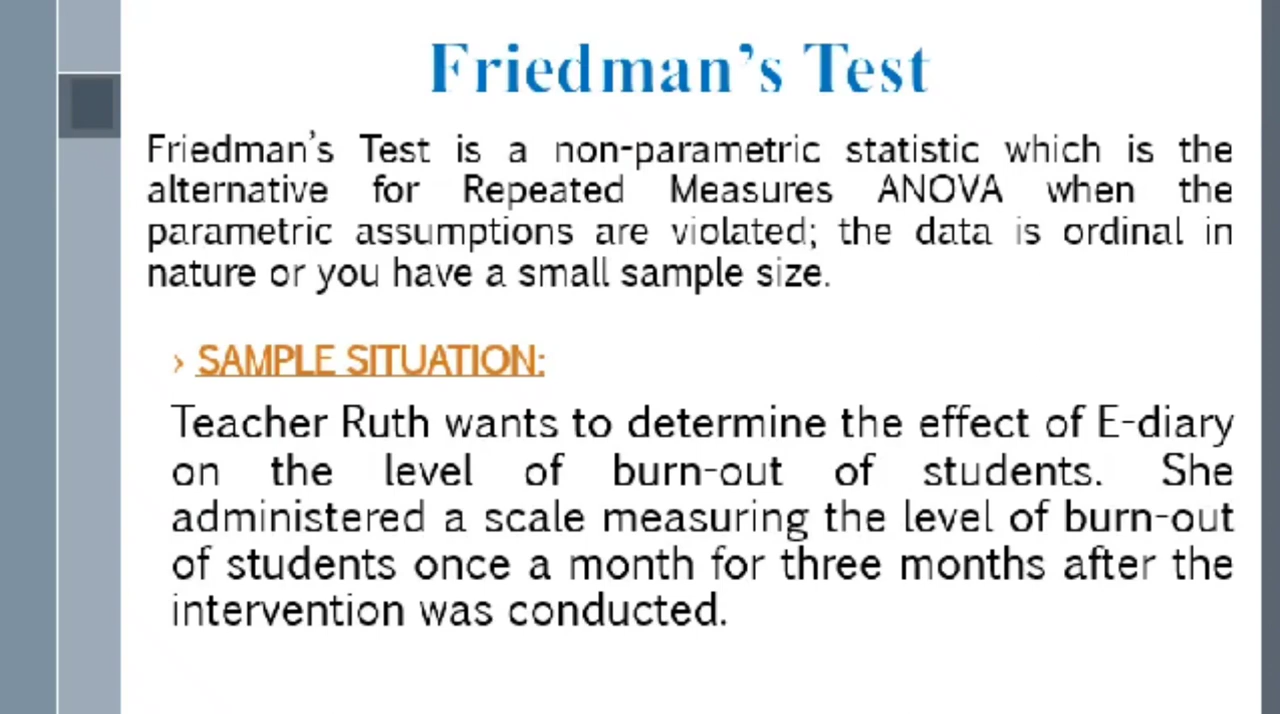 Friedman's Test
Friedman's Test is a non-parametric statistic which is the
alternative for Repeated Measures ANOVA when the
parametric assumptions are violated; the data is ordinal in
nature or you have a small sample size.
› SAMPLE SITUATION:
Teacher Ruth wants to determine the effect of E-diary
on the level of burn-out of students. She
administered a scale measuring the level of burn-out
of students once a month for three months after the
intervention was conducted.